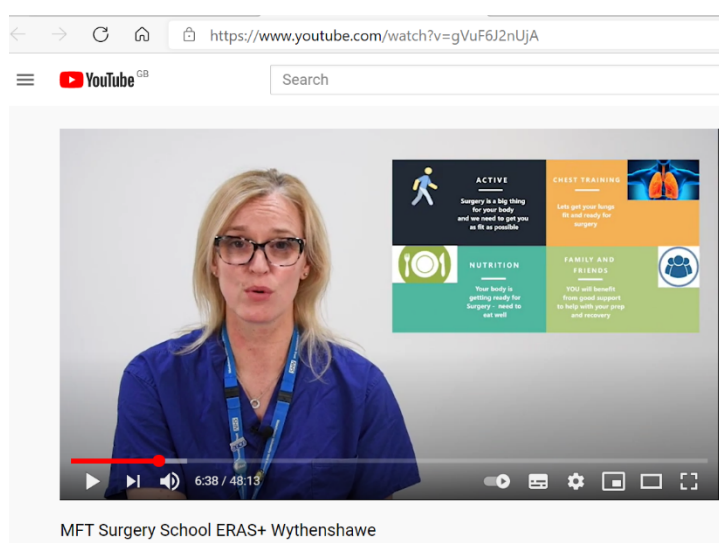 https://www.youtube.com/watch?v=gVuF6J2nUjA
YouTube GB
Search
ACTIVE
Surgery is a big thing
for your body
and we need to get you
as fit as possible
CHEST TRAINING
Lets get your lungs
fit and ready for
surgery
NUTRITION
Your body is
getting ready for
Surgery - need to
eat well
FAMILY AND
FRIENDS
YOU will benefit
from good support
to help with your prep
and recovery
6:38 / 48:13
MFT Surgery School ERAS+ Wythenshawe